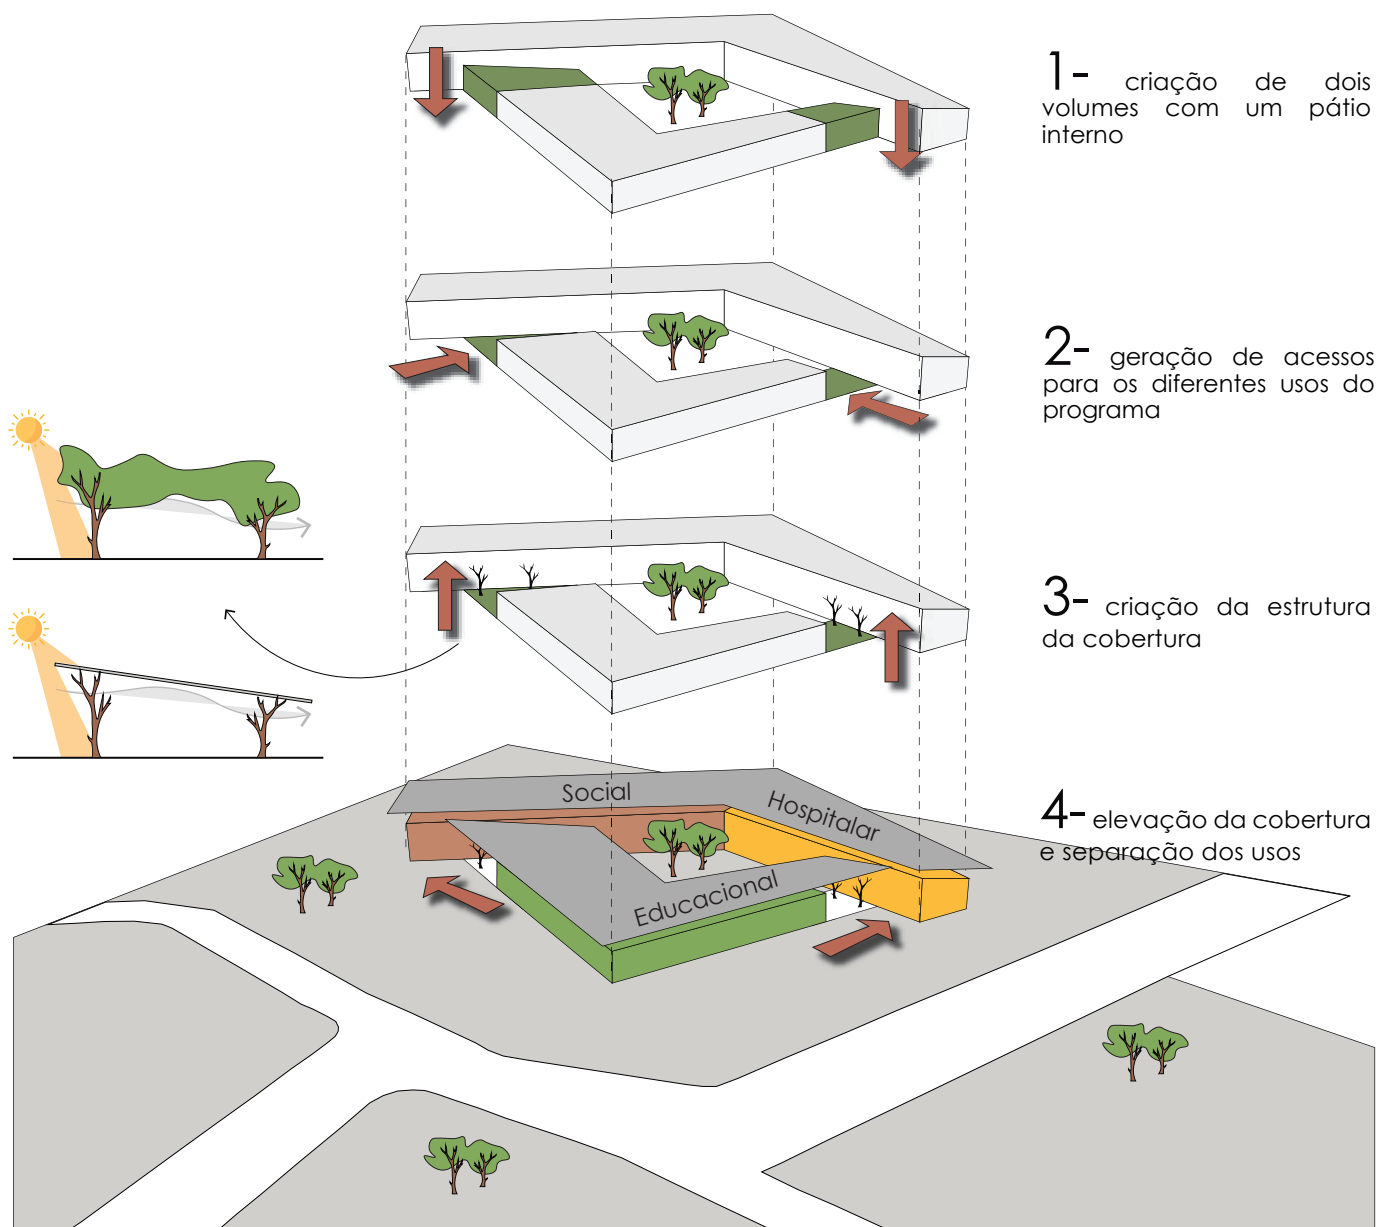 1- criação de dois
volumes com um pátio
interno
2- geração de acessos
para os diferentes usos do
programa
3- criação da estrutura
da cobertura
Social
Hospitalar
Educacional
4- elevação da cobertura
e separação dos usos